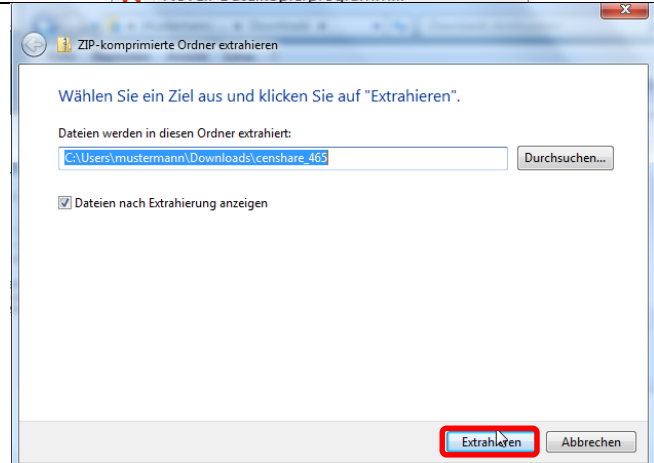 ZIP-komprimierte Ordner extrahieren
Wählen Sie ein Ziel aus und klicken Sie auf "Extrahieren".
Dateien werden in diesen Ordner extrahiert:
C:\Users\mustermann\Downloads\censhare_465
Durchsuchen...
Dateien nach Extrahierung anzeigen
Extrahieren
Abbrechen